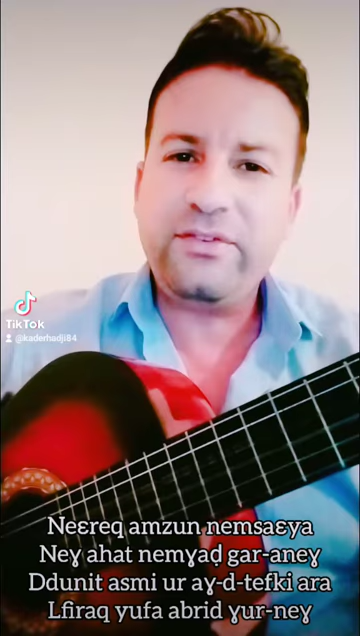 TikTok
@kaderhadji84
Neɛreq amzun nemsaɛya
Neɣ ahat nemɣaḍ gar-aneɣ
Ddunit asmi ur aɣ-d-tefki ara
Lfiraq yufa abrid ɣur-neɣ